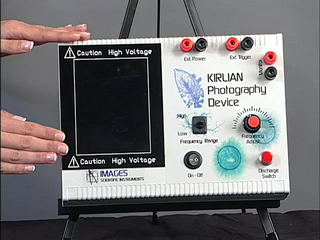 Caution High Voltage
Ext Power
Ext Trigger
Monitor
KIRLIAN
Photography
Device
High
Low
Frequency Range
Frequency
Adjust
On - Off
Discharge
Switch
Caution High Voltage
IMAGES
SCIENTIFIC INSTRUMENTS